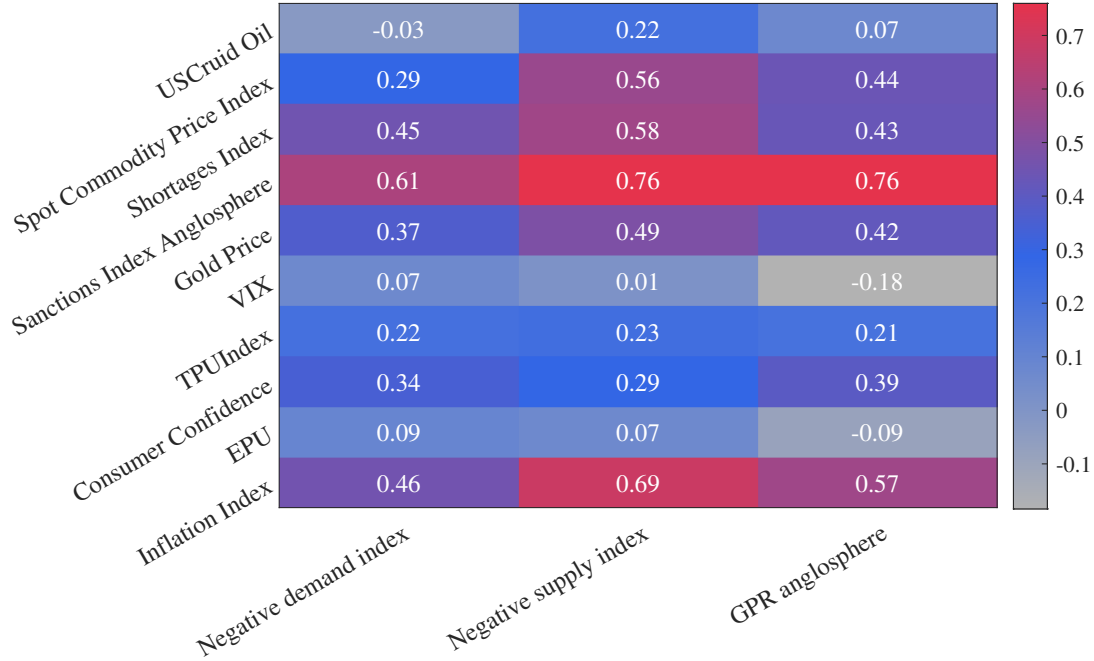 USCruid Oil -0.03 0.22 0.07
Spot Commodity Price Index 0.29 0.56 0.44
Shortages Index 0.45 0.58 0.43
Sanctions Index Anglosphere 0.61 0.76 0.76
Gold Price 0.37 0.49 0.42
VIX 0.07 0.01 -0.18
TPUIndex 0.22 0.23 0.21
Consumer Confidence 0.34 0.29 0.39
EPU 0.09 0.07 -0.09
Inflation Index 0.46 0.69 0.57
Negative demand index
Negative supply index
GPR anglosphere
0.7
0.6
0.5
0.4
0.3
0.2
0.1
0
-0.1